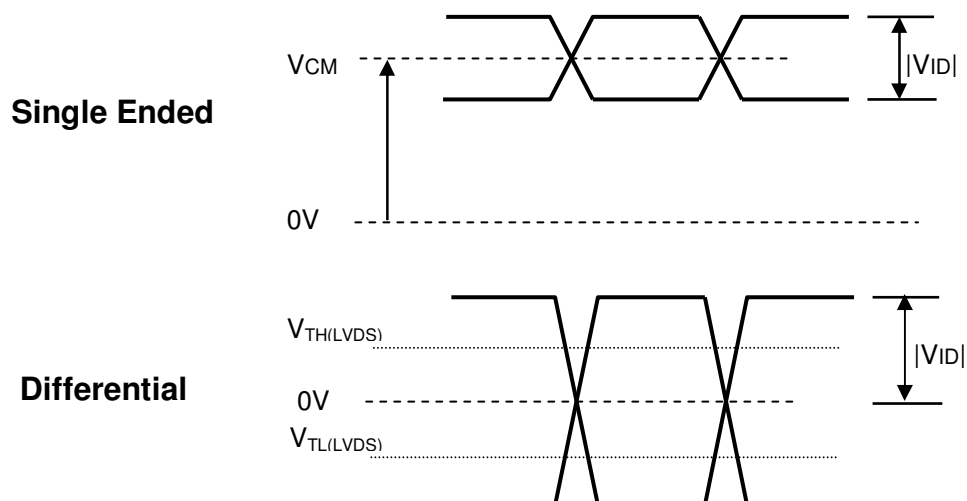 VCM
|VID|
Single Ended
0V
VTH(LVDS)
|VID|
Differential
0V
VTL(LVDS)